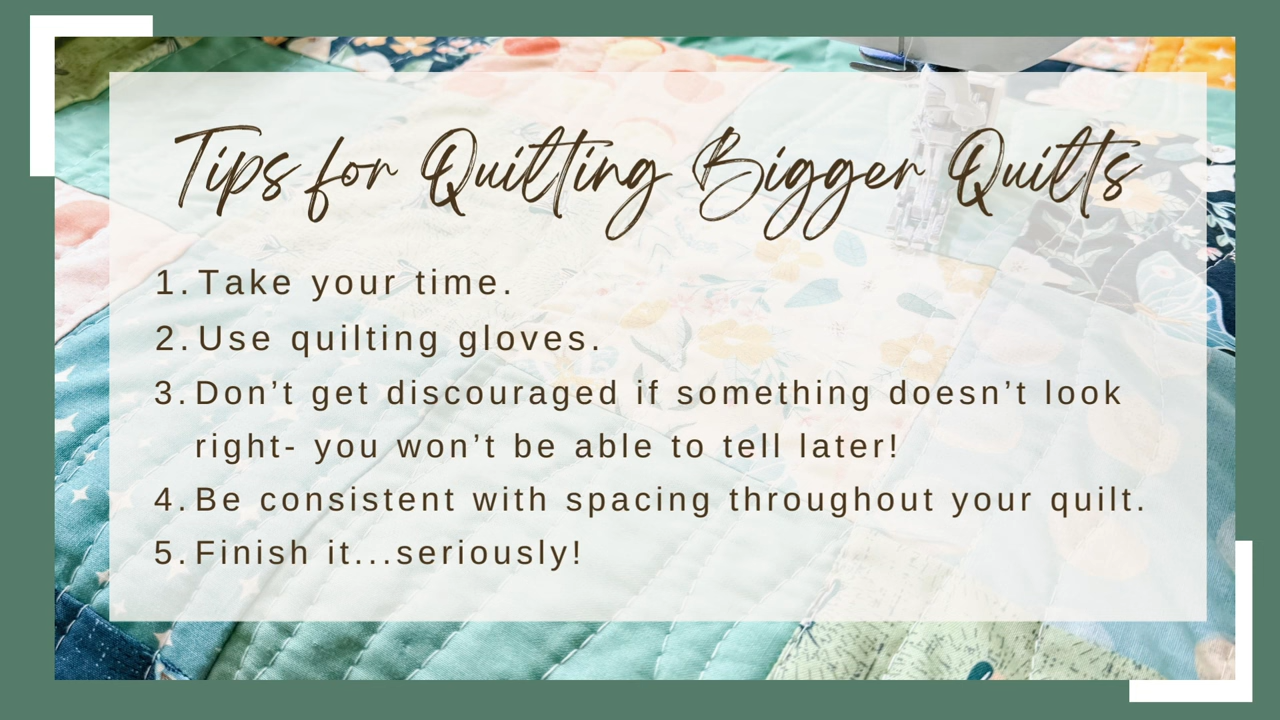 Tips for Quilting Bigger Quilts
1. Take your time.
2. Use quilting gloves.
3. Don’t get discouraged if something doesn’t look
right- you won’t be able to tell later!
4. Be consistent with spacing throughout your quilt.
5. Finish it...seriously!